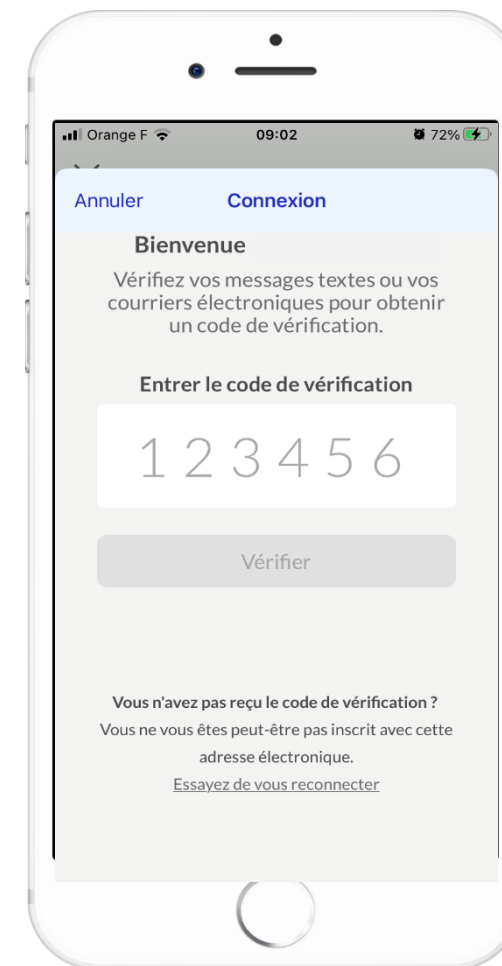 Orange F 09:02 72%
Annuler Connexion
Bienvenue
Vérifiez vos messages textes ou vos
courriers électroniques pour obtenir
un code de vérification.
Entrer le code de vérification
123456
Vérifier
Vous n'avez pas reçu le code de vérification ?
Vous ne vous êtes peut-être pas inscrit avec cette
adresse électronique.
Essayez de vous reconnecter